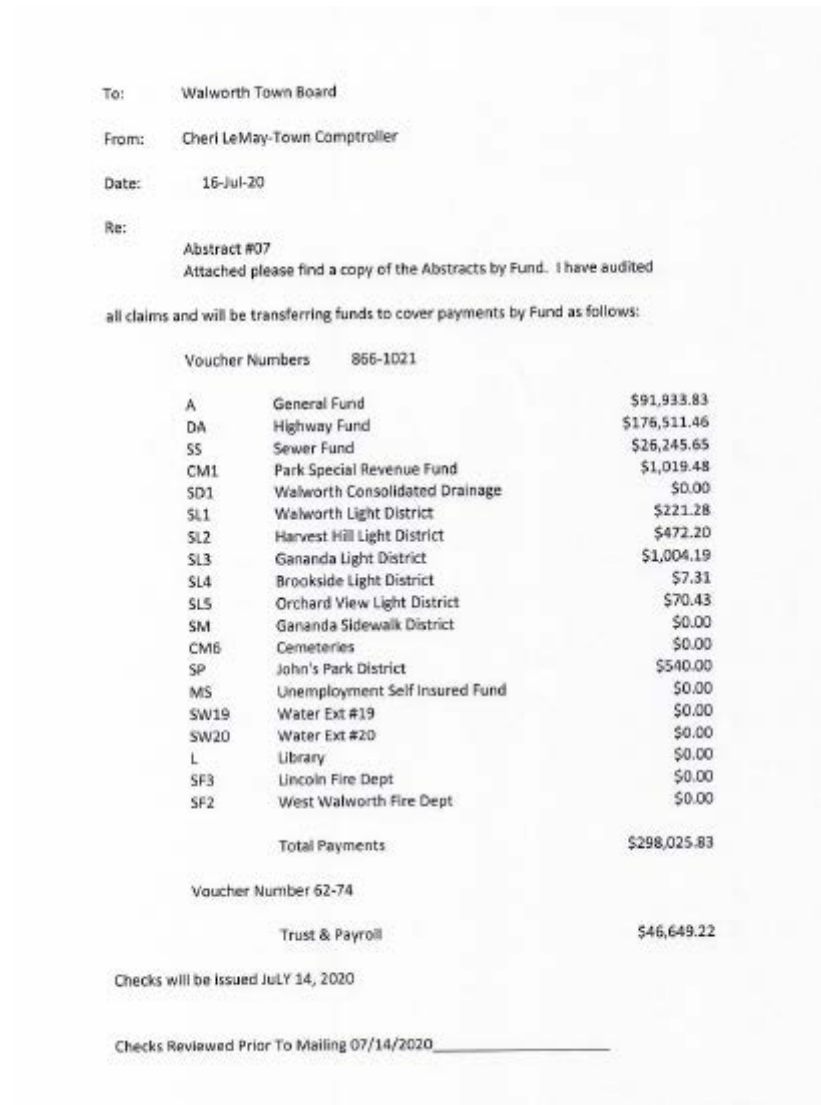 To: Walworth Town Board
From: Cheri LeMay-Town Comptroller
Date: 16-Jul-20
Re:
Abstract #07
Attached please find a copy of the Abstracts by Fund. I have audited
all claims and will be transferring funds to cover payments by Fund as follows:
Voucher Numbers 866-1021
A General Fund $91,933.83
DA Highway Fund $176,511.46
SS Sewer Fund $26,245.65
CM1 Park Special Revenue Fund $1,019.48
SD1 Walworth Consolidated Drainage $0.00
SL1 Walworth Light District $221.28
SL2 Harvest Hill Light District $472.20
SL3 Gananda Light District $1,004.19
SL4 Brookside Light District $7.31
SL5 Orchard View Light District $70.43
SM Gananda Sidewalk District $0.00
CM6 Cemeteries $0.00
SP John's Park District $540.00
MS Unemployment Self Insured Fund $0.00
SW19 Water Ext #19 $0.00
SW20 Water Ext #20 $0.00
L Library $0.00
SF3 Lincoln Fire Dept $0.00
SF2 West Walworth Fire Dept $0.00
Total Payments $298,025.83
Voucher Number 62-74
Trust & Payroll $46,649.22
Checks will be issued JuLY 14, 2020
Checks Reviewed Prior To Mailing 07/14/2020